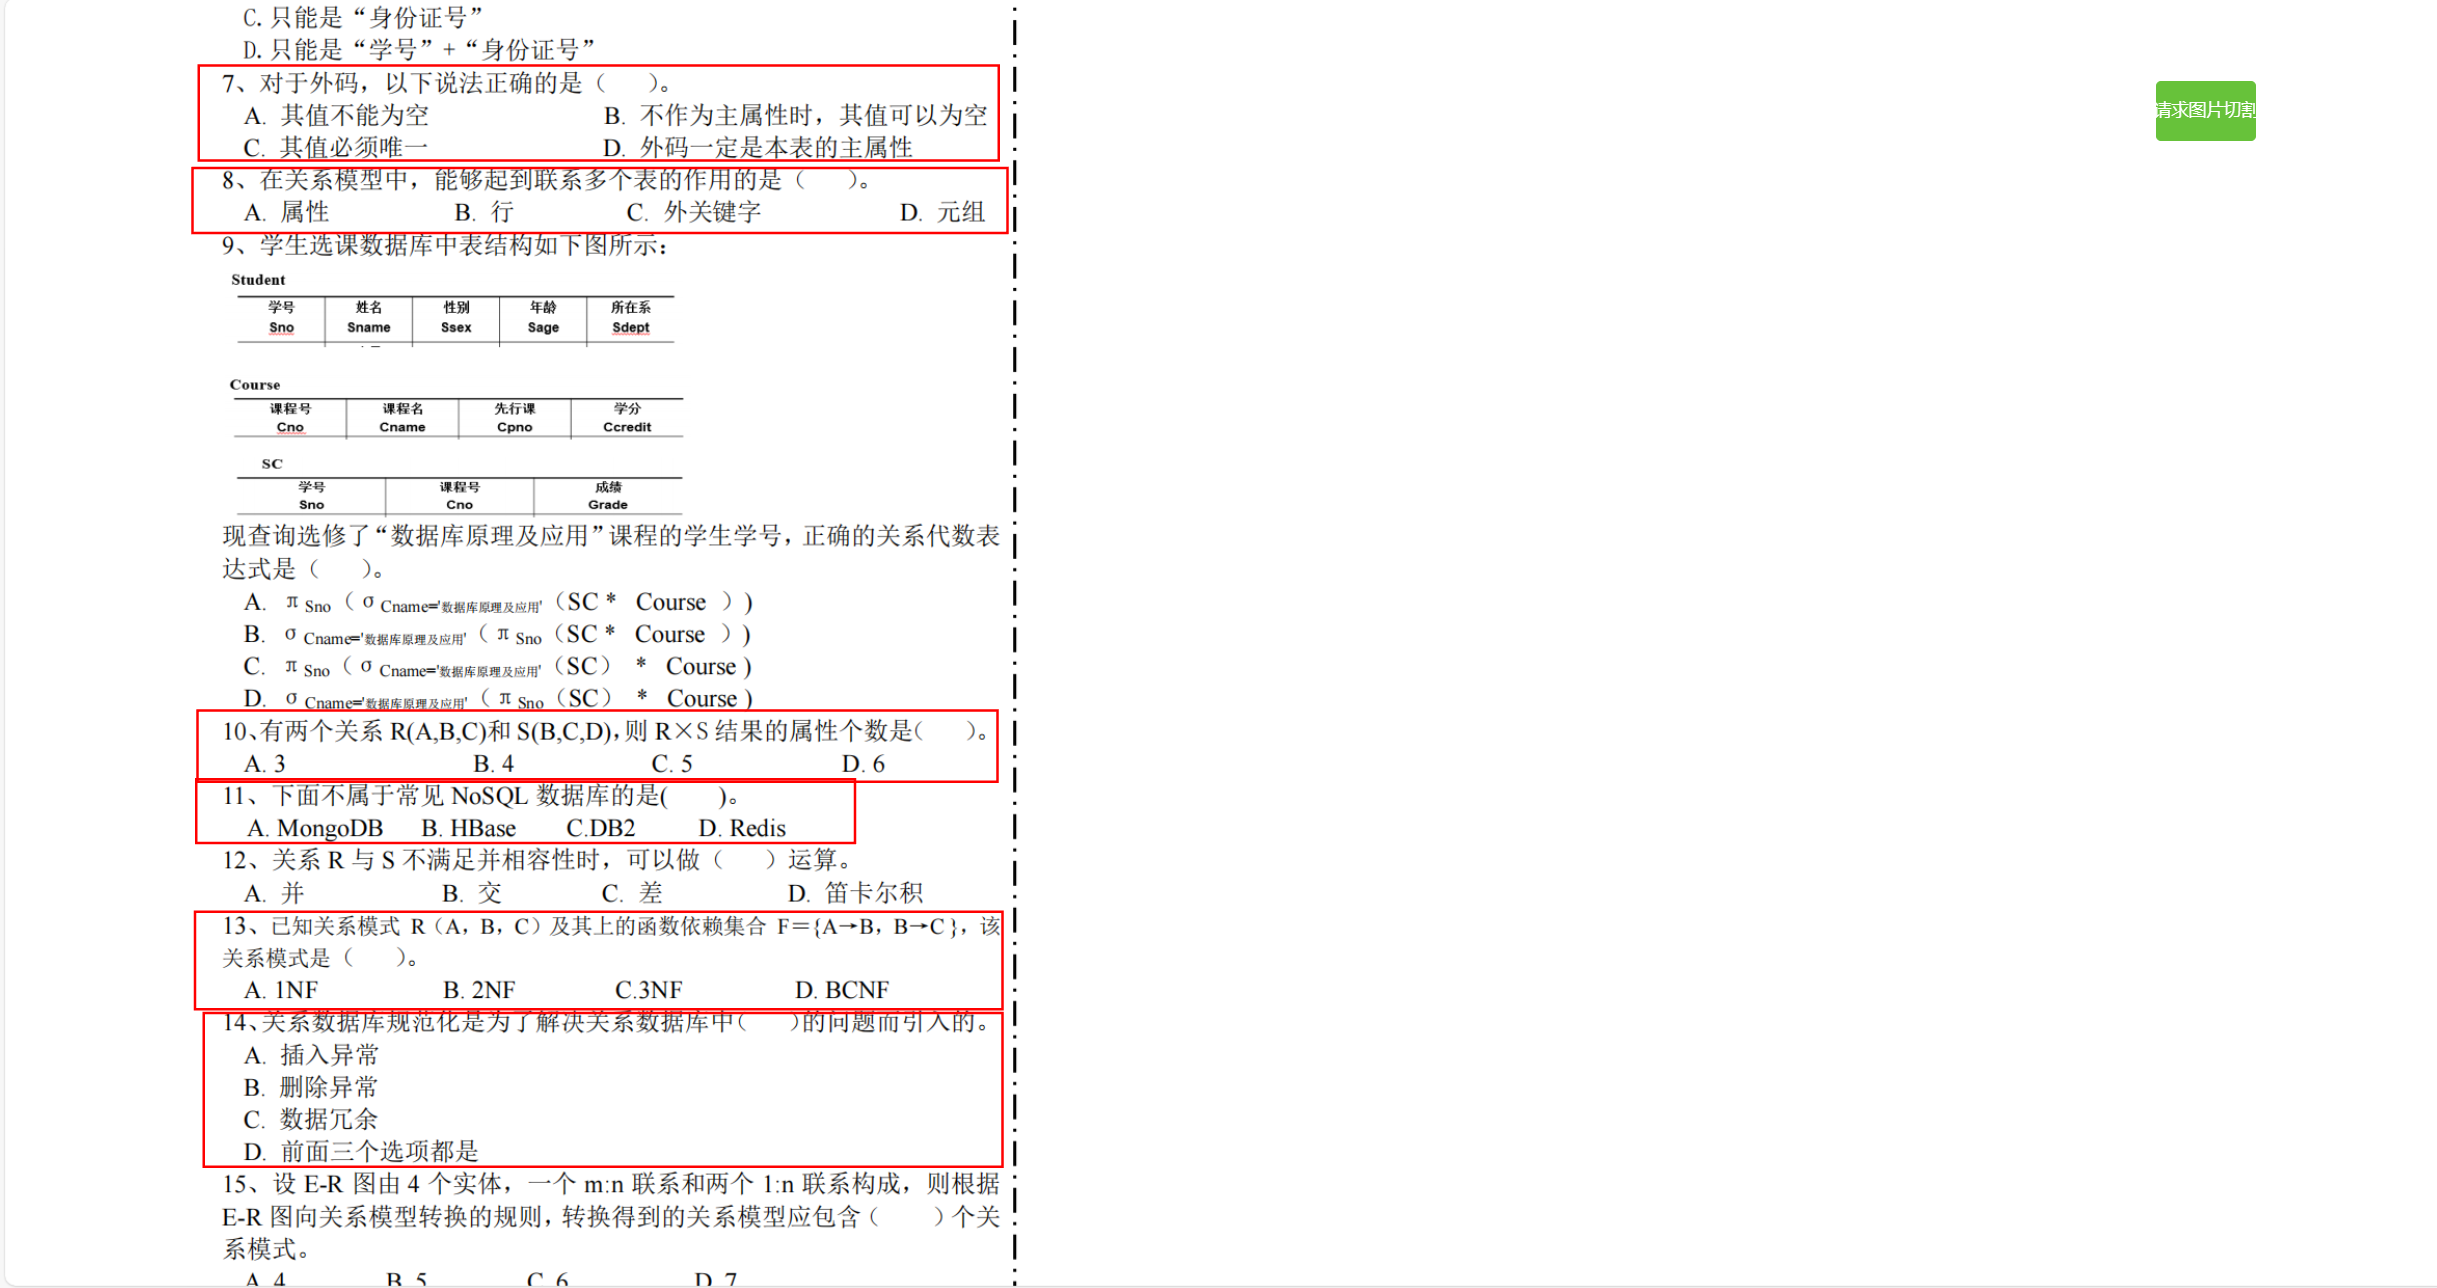 C.只能是“身份证号”
D.只能是“学号”+“身份证号”
7、对于外码，以下说法正确的是（　）。
A. 其值不能为空 B. 不作为主属性时，其值可以为空
C. 其值必须唯一 D. 外码一定是本表的主属性
8、在关系模型中，能够起到联系多个表的作用的是（　）。
A. 属性 B. 行 C. 外关键字 D. 元组
9、学生选课数据库中表结构如下图所示：
Student
学号 姓名 性别 年龄 所在系
Sno Sname Ssex Sage Sdept
Course
课程号 课程名 先行课 学分
Cno Cname Cpno Ccredit
SC
学号 课程号 成绩
Sno Cno Grade
现查询选修了“数据库原理及应用”课程的学生学号，正确的关系代数表
达式是（　）。
A. π Sno（σ Cname='数据库原理及应用'（SC * Course ））
B. σ Cname='数据库原理及应用'（π Sno（SC * Course ））
C. π Sno（σ Cname='数据库原理及应用'（SC） * Course )
D. σ Cname='数据库原理及应用'（π Sno（SC） * Course )
10、有两个关系 R(A,B,C)和 S(B,C,D)，则 R×S 结果的属性个数是（　）。
A. 3 B. 4 C. 5 D. 6
11、下面不属于常见 NoSQL 数据库的是(　)。
A. MongoDB B. HBase C.DB2 D. Redis
12、关系 R 与 S 不满足并相容性时，可以做（　）运算。
A. 并 B. 交 C. 差 D. 笛卡尔积
13、已知关系模式 R（A，B，C）及其上的函数依赖集合 F＝{A→B，B→C }，该
关系模式是（　）。
A. 1NF B. 2NF C.3NF D. BCNF
14、关系数据库规范化是为了解决关系数据库中（　）的问题而引入的。
A. 插入异常
B. 删除异常
C. 数据冗余
D. 前面三个选项都是
15、设 E-R 图由 4 个实体，一个 m:n 联系和两个 1:n 联系构成，则根据
E-R 图向关系模型转换的规则，转换得到的关系模型应包含（　）个关
系模式。
A. 4 B. 5 C. 6 D. 7
请求图片切割